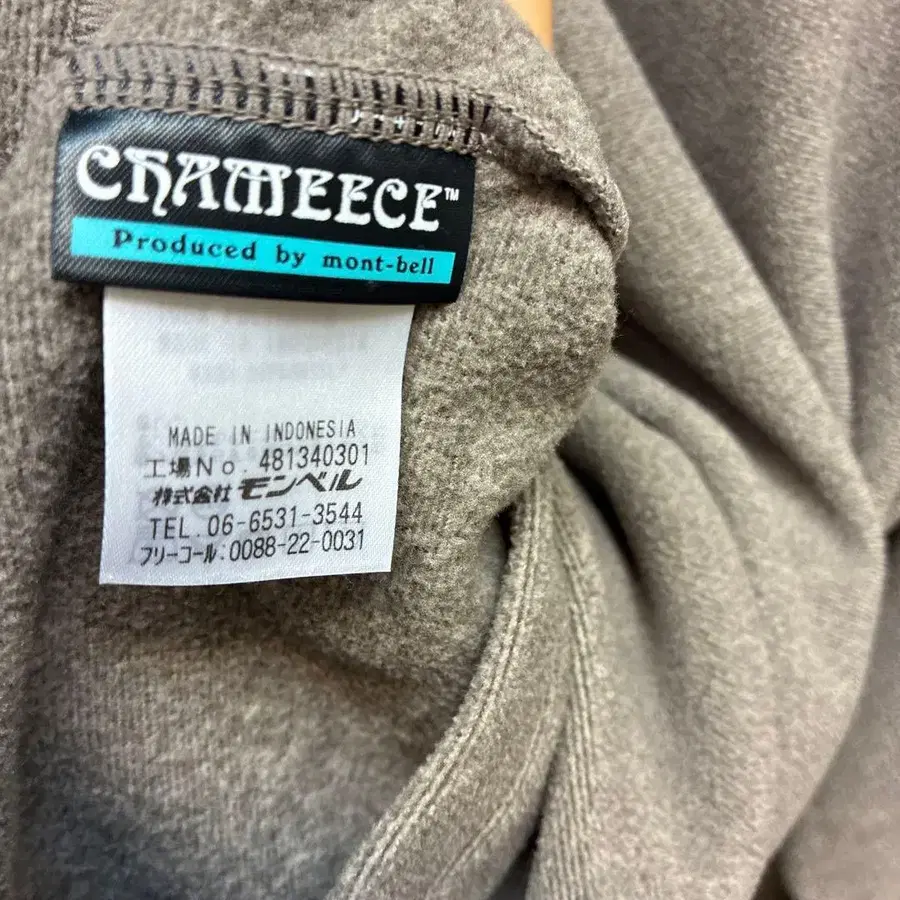 CHAMEECE™
Produced by mont-bell
MADE IN INDONESIA
工場No. 481340301
株式会社 モンベル
TEL. 06-6531-3544
フリーコール:0088-22-0031